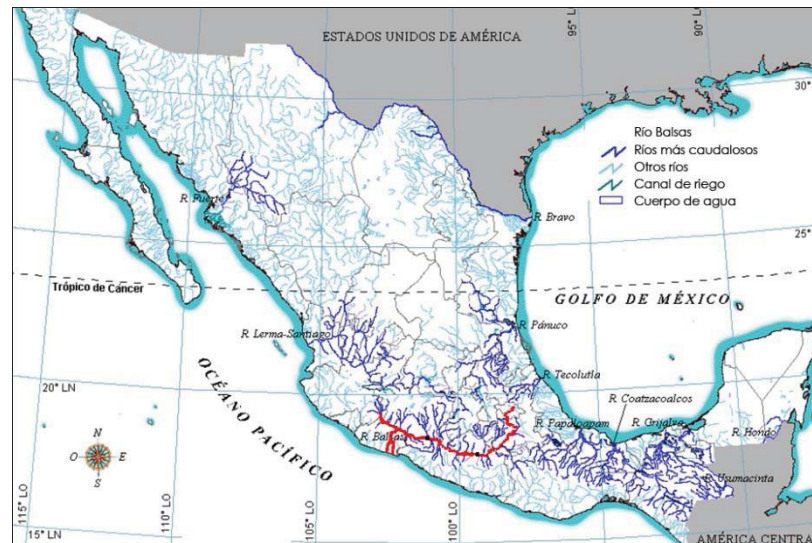 ESTADOS UNIDOS DE AMÉRICA
115°
110°
95°
90°
30°
Río Balsas
Ríos más caudalosos
Otros ríos
Canal de riego
Cuerpo de agua
R. Fuerte
R. Bravo
25°
Trópico de Cáncer
GOLFO DE MÉXICO
R. Lerma-Santiago
R. Pánuco
R. Tecolutla
OCÉANO PACÍFICO
20° LN
R. Coatzacoalcos
R. Balsas
R. Papaloapam
R. Grijalva
R. Hondo
N
O
E
S
R. Usumacinta
115° LO
110° LO
105° LO
100° LO
15° LN
AMÉRICA CENTRA